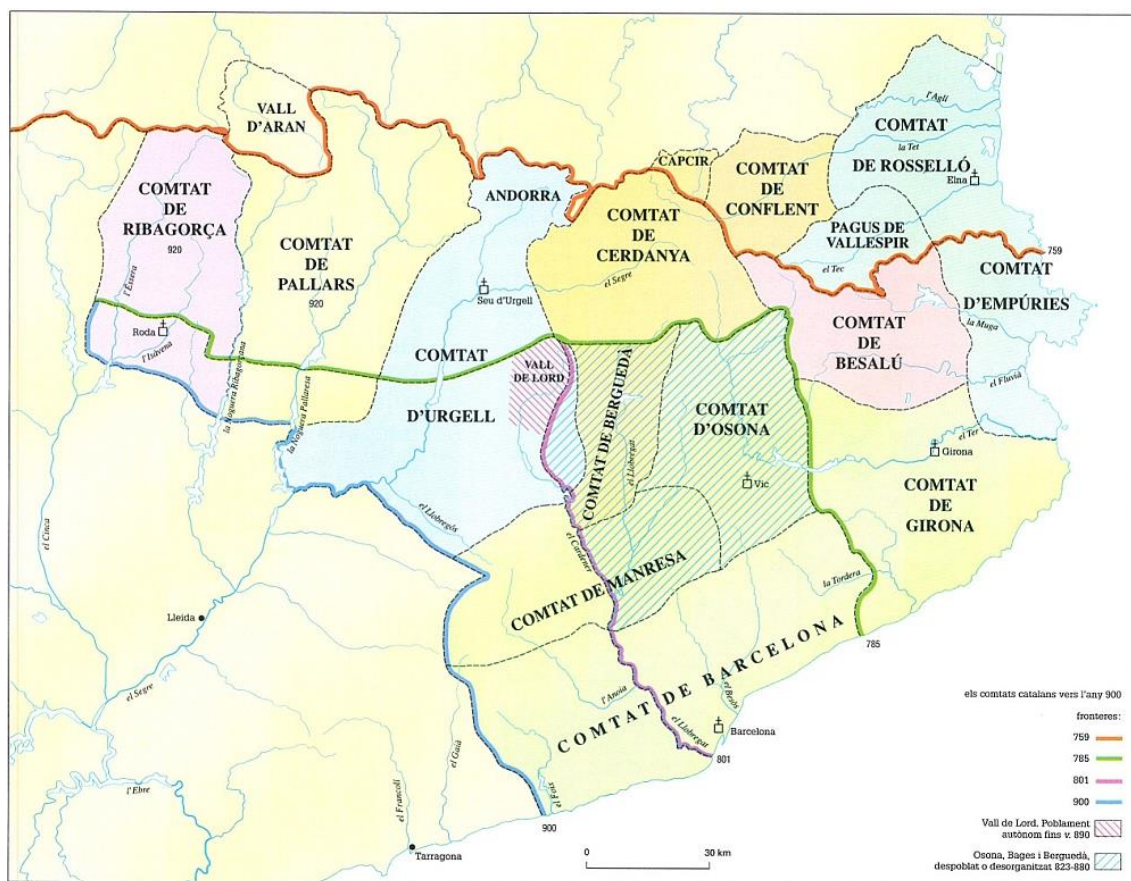 VALL
D'ARAN
COMTAT
DE
RIBAGORÇA
920
l'Éssera
Roda
l'Isàvena
la Noguera Ribagorçana
COMTAT
DE
PALLARS
920
la Noguera Pallaresa
ANDORRA
Seu d'Urgell
el Segre
COMTAT
D'URGELL
VALL
DE LORD
COMTAT
DE
CERDANYA
CAPCIR
COMTAT
DE
CONFLENT
l'Aglí
COMTAT
la Tet
DE ROSSELLÓ
Elna
PAGUS DE
VALLESPIR
el Tec
759
COMTAT
D'EMPÚRIES
la Muga
el Fluvià
COMTAT
DE
BESALÚ
COMTAT DE BERGUEDÀ
el Llobregat
COMTAT
D'OSONA
Vic
el Ter
Girona
COMTAT
DE
GIRONA
la Tordera
785
el Llobregós
el Cardener
COMTAT DE MANRESA
COMTAT DE BARCELONA
l'Anoia
el Besòs
el Llobregat
Barcelona
801
el Cinca
Lleida
el Segre
l'Ebre
el Francolí
el Gaià
el Foix
900
Tarragona
0 30 km
els comtats catalans vers l'any 900
fronteres:
759
785
801
900
Vall de Lord. Poblament
autònom fins v. 890
Osona, Bages i Berguedà,
despoblat o desorganitzat 823-880